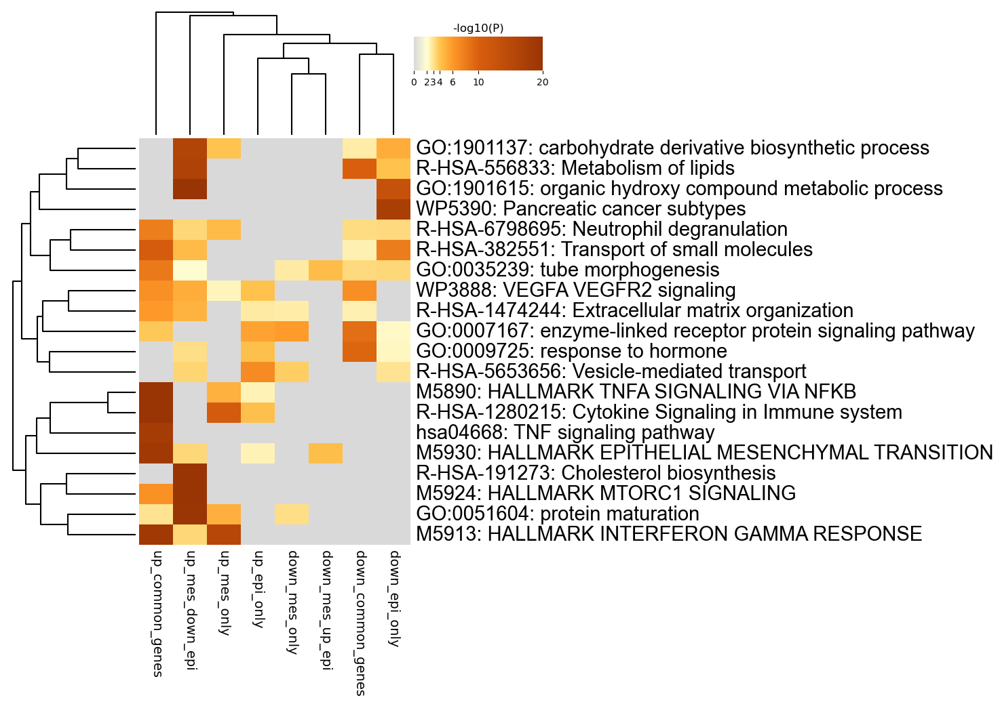 -log10(P)
0 2 3 4 6 10 20
GO:1901137: carbohydrate derivative biosynthetic process
R-HSA-556833: Metabolism of lipids
GO:1901615: organic hydroxy compound metabolic process
WP5390: Pancreatic cancer subtypes
R-HSA-6798695: Neutrophil degranulation
R-HSA-382551: Transport of small molecules
GO:0035239: tube morphogenesis
WP3888: VEGFA VEGFR2 signaling
R-HSA-1474244: Extracellular matrix organization
GO:0007167: enzyme-linked receptor protein signaling pathway
GO:0009725: response to hormone
R-HSA-5653656: Vesicle-mediated transport
M5890: HALLMARK TNFA SIGNALING VIA NFKB
R-HSA-1280215: Cytokine Signaling in Immune system
hsa04668: TNF signaling pathway
M5930: HALLMARK EPITHELIAL MESENCHYMAL TRANSITION
R-HSA-191273: Cholesterol biosynthesis
M5924: HALLMARK MTORC1 SIGNALING
GO:0051604: protein maturation
M5913: HALLMARK INTERFERON GAMMA RESPONSE
up_common_genes
up_mes_down_epi
up_mes_only
up_epi_only
down_mes_only
down_mes_up_epi
down_common_genes
down_epi_only